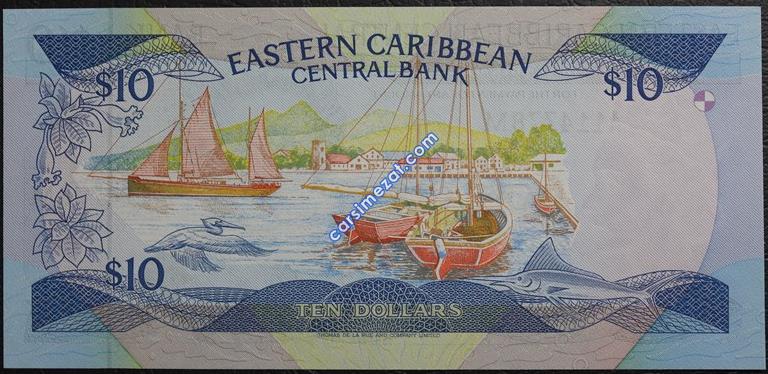 EASTERN CARIBBEAN
CENTRAL BANK
$10
$10
carsimezat.com
$10
TEN DOLLARS
THOMAS DE LA RUE AND COMPANY LIMITED